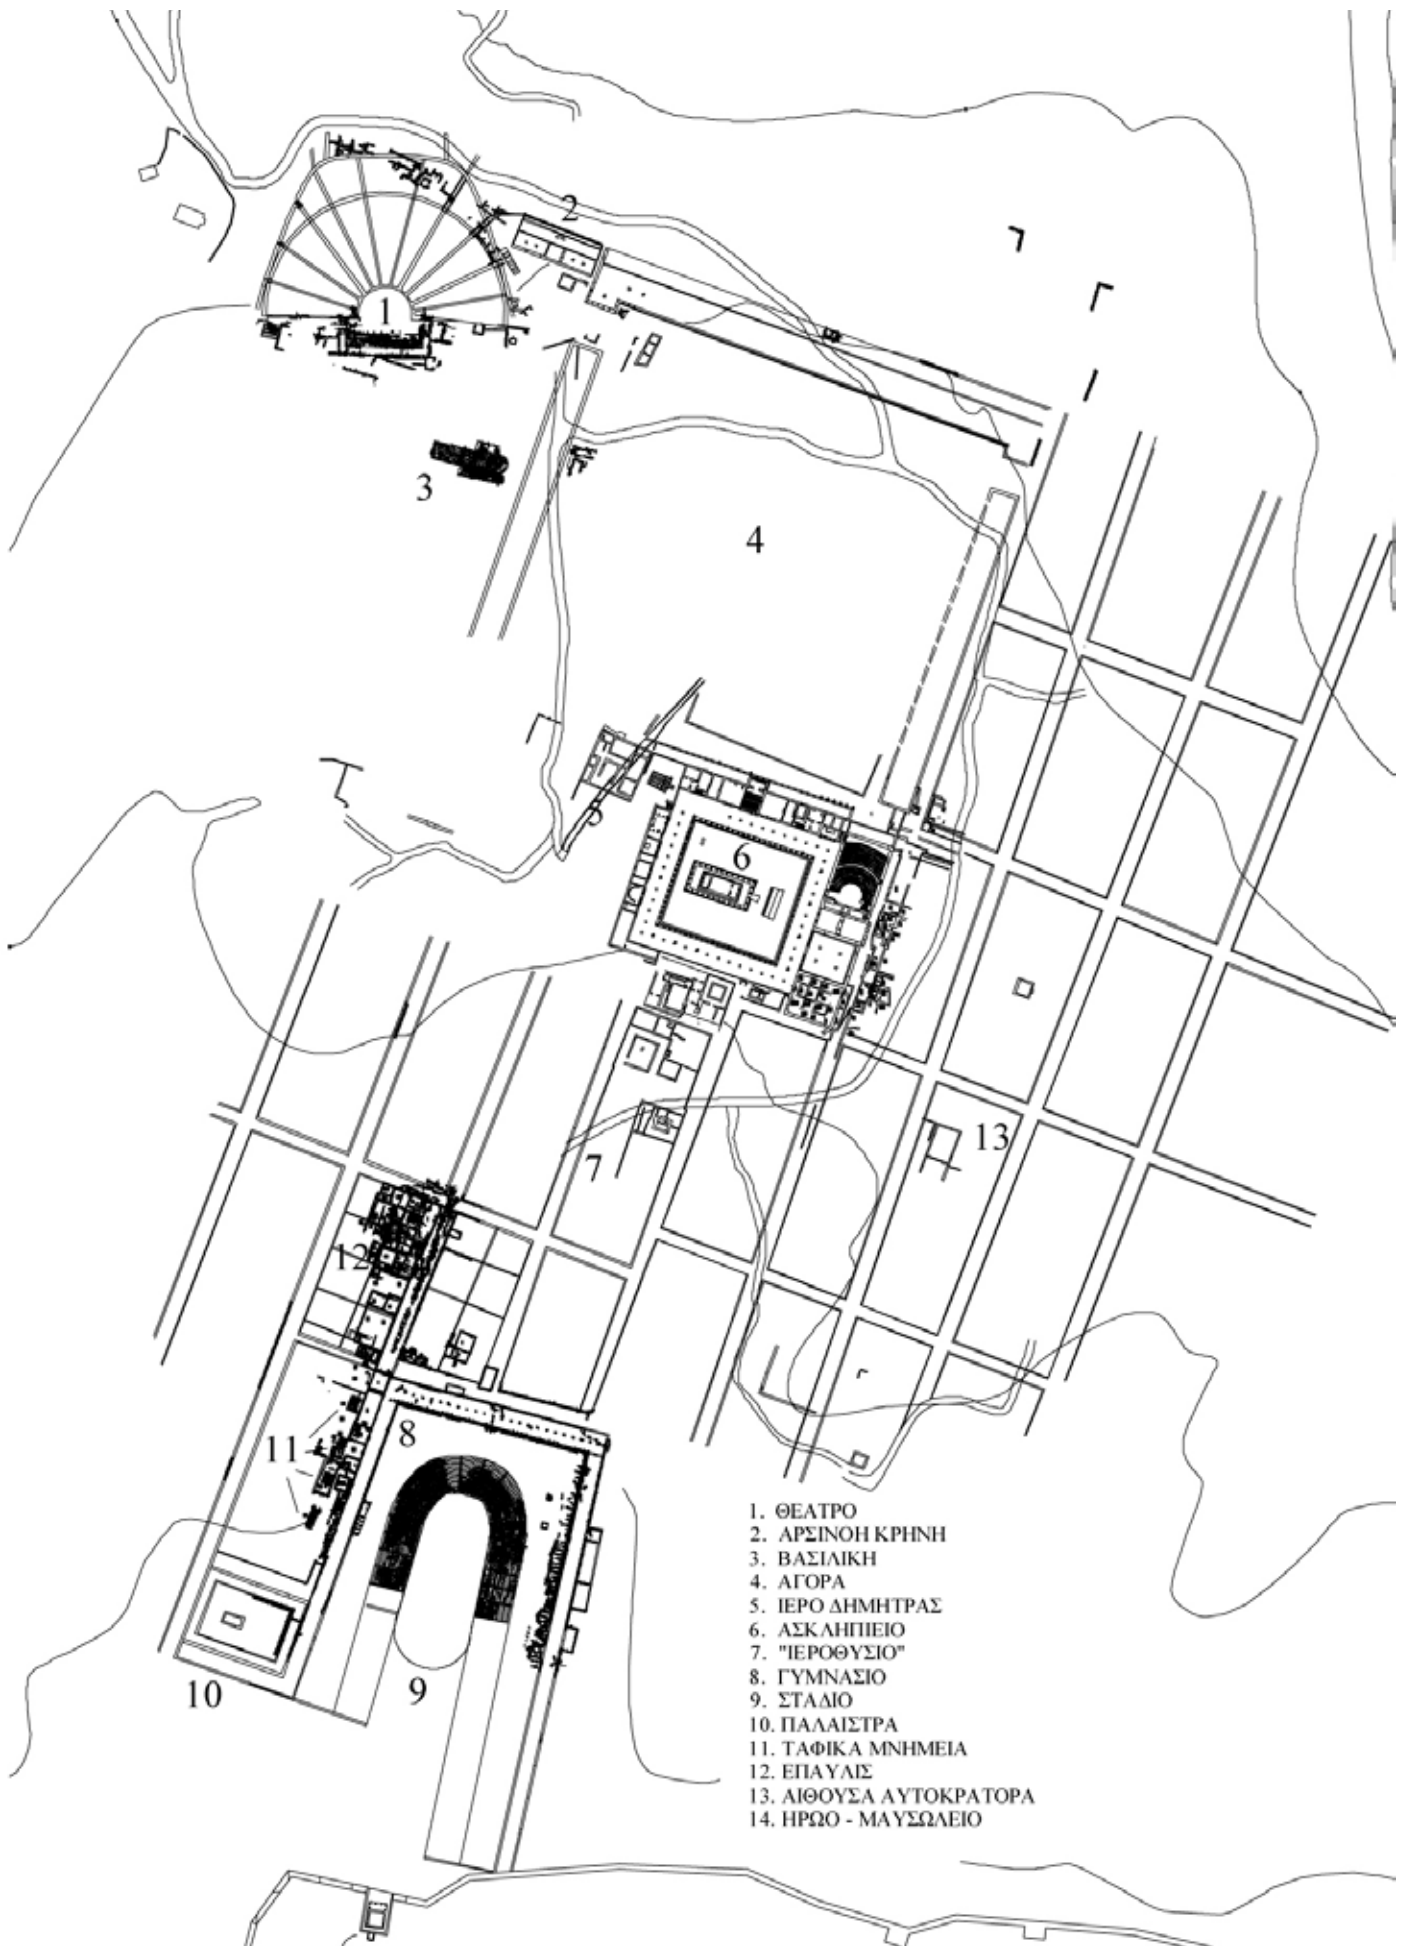 2
1
3
4
5
6
13
7
12
8
11
9
10
1. ΘΕΑΤΡΟ
2. ΑΡΣΙΝΟΗ ΚΡΗΝΗ
3. ΒΑΣΙΛΙΚΗ
4. ΑΓΟΡΑ
5. ΙΕΡΟ ΔΗΜΗΤΡΑΣ
6. ΑΣΚΛΗΠΙΕΙΟ
7. "ΙΕΡΟΘΥΣΙΟ"
8. ΓΥΜΝΑΣΙΟ
9. ΣΤΑΔΙΟ
10. ΠΑΛΑΙΣΤΡΑ
11. ΤΑΦΙΚΑ ΜΝΗΜΕΙΑ
12. ΕΠΑΥΛΙΣ
13. ΑΙΘΟΥΣΑ ΑΥΤΟΚΡΑΤΟΡΑ
14. ΗΡΩΟ - ΜΑΥΣΩΛΕΙΟ